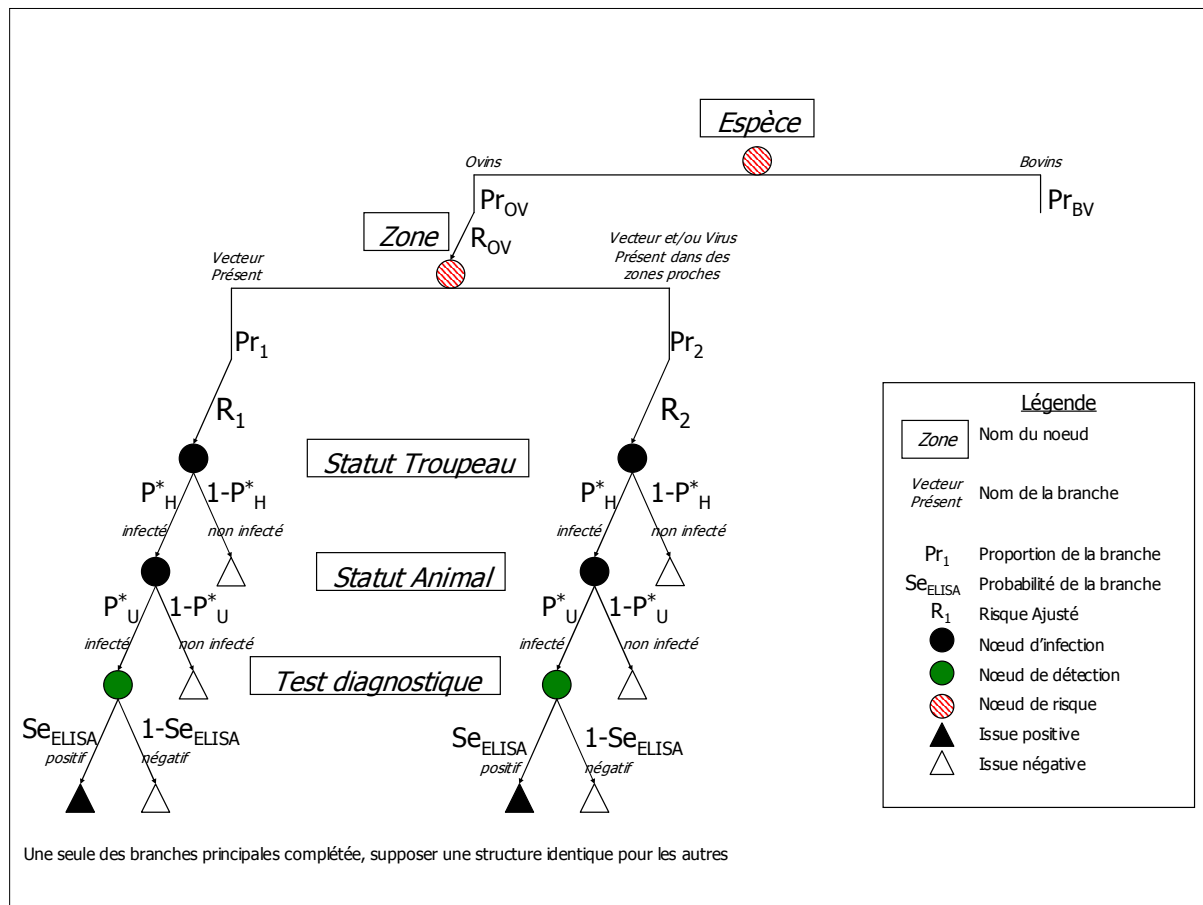 Espèce
Ovins
Bovins
Pr_OV
Pr_BV
Zone
R_OV
Vecteur
Présent
Vecteur et/ou Virus
Présent dans des
zones proches
Pr_1
Pr_2
R_1
R_2
Statut Troupeau
P*_H
1-P*_H
P*_H
1-P*_H
infecté
non infecté
infecté
non infecté
Statut Animal
P*_U
1-P*_U
P*_U
1-P*_U
infecté
non infecté
infecté
non infecté
Test diagnostique
Se_ELISA
1-Se_ELISA
Se_ELISA
1-Se_ELISA
positif
négatif
positif
négatif
Légende
Zone
Nom du noeud
Vecteur
Présent
Nom de la branche
Pr_1
Proportion de la branche
Se_ELISA
Probabilité de la branche
R_1
Risque Ajusté
Nœud d'infection
Nœud de détection
Nœud de risque
Issue positive
Issue négative
Une seule des branches principales complétée, supposer une structure identique pour les autres